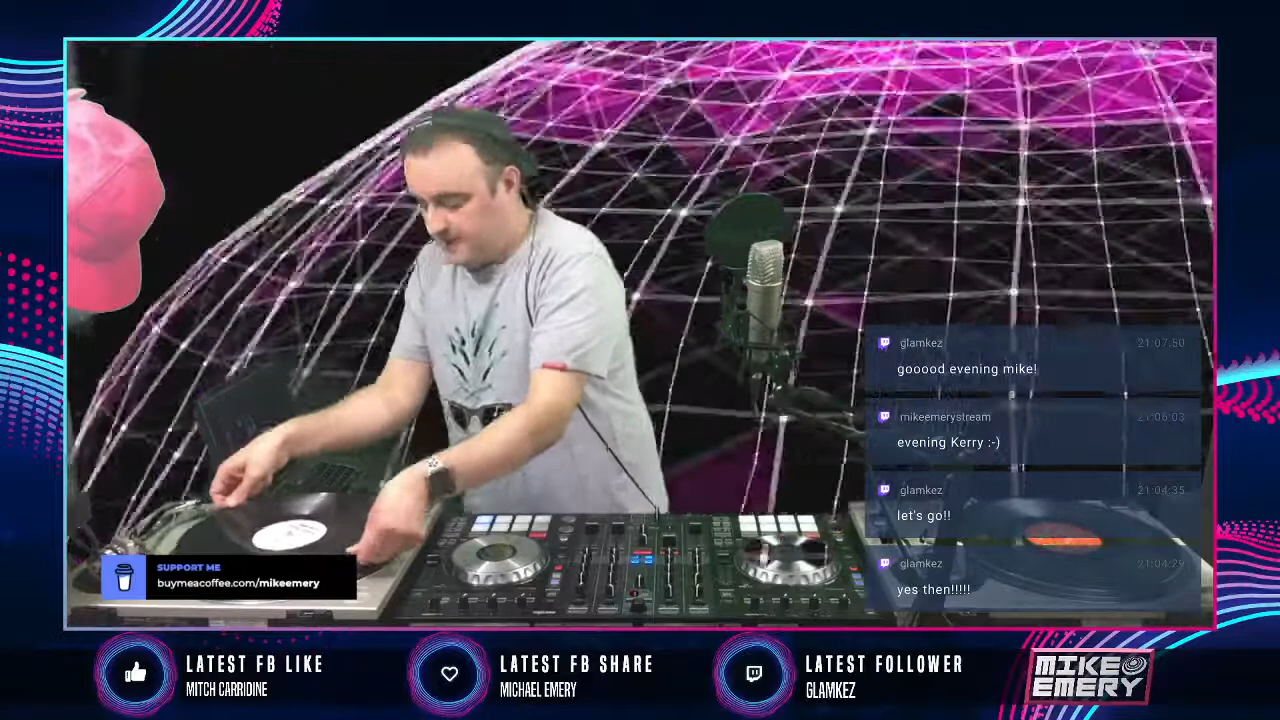 glamkez 21:07:50
gooood evening mike!
mikeemerystream 21:06:03
evening Kerry :-)
glamkez 21:04:35
let's go!!
glamkez 21:04:29
yes then!!!!!
SUPPORT ME
buymeacoffee.com/mikeemery
LATEST FB LIKE
MITCH CARRIDINE
LATEST FB SHARE
MICHAEL EMERY
LATEST FOLLOWER
GLAMKEZ
MIKE
EMERY